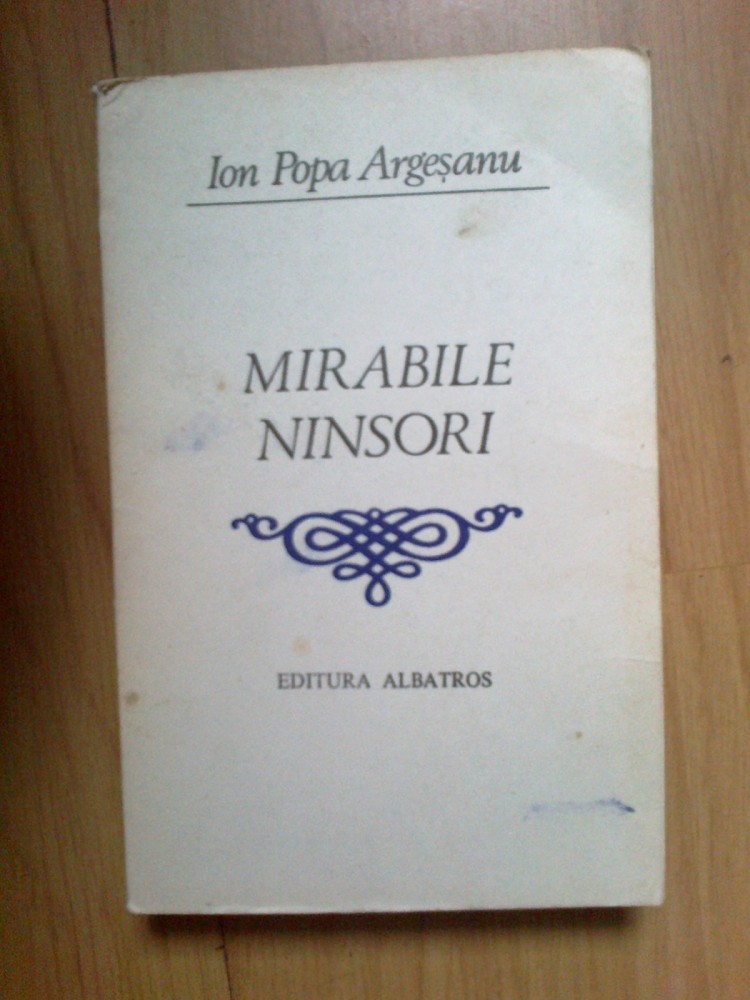 Ion Popa Argeșanu
MIRABILE
NINSORI
EDITURA ALBATROS